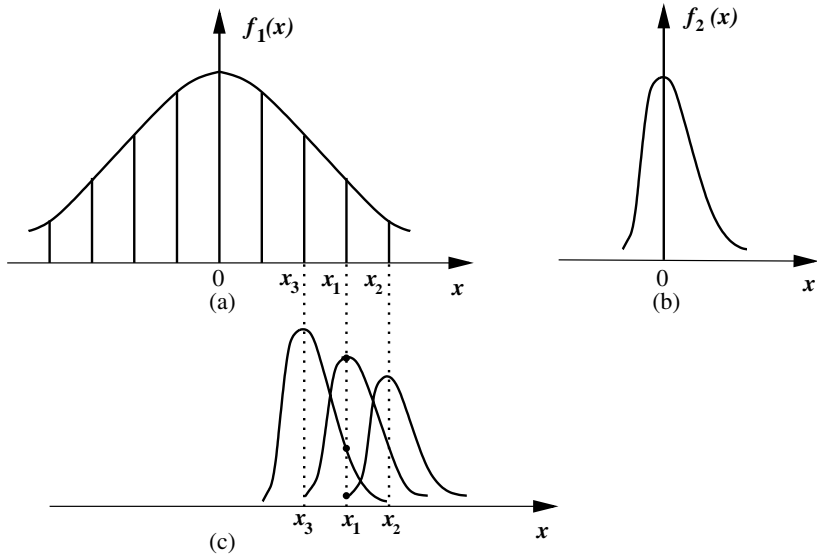 f₁(x)
0
x₃ x₁ x₂ x
(a)
f₂(x)
0
x
(b)
x₃ x₁ x₂ x
(c)